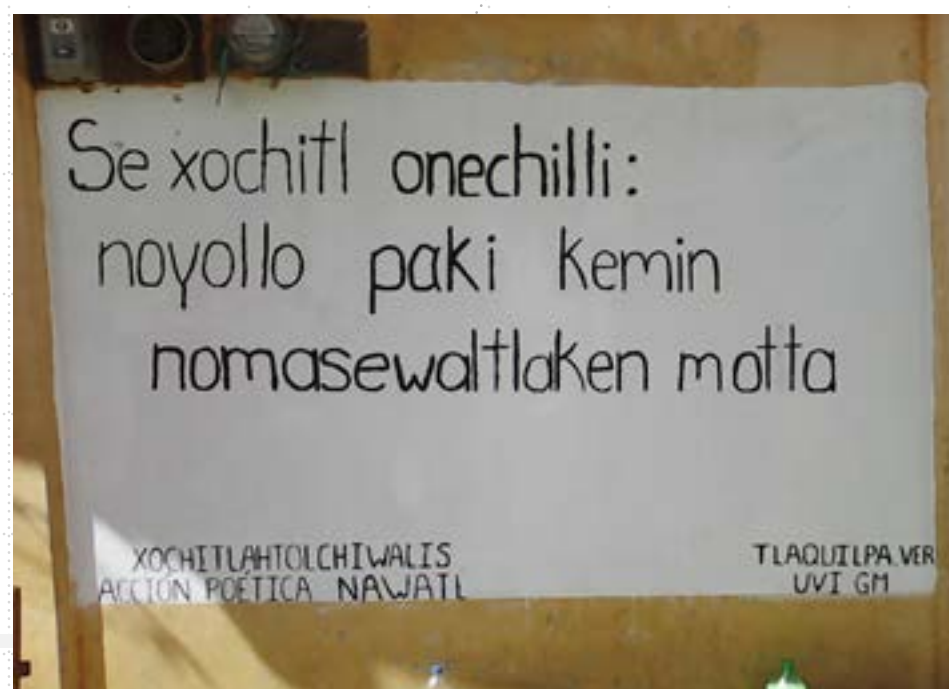 Se xochitl onechilli:
noyollo paki kemin
nomasewaltlaken motta
XOCHITLAHTOLCHIWALIS
ACCIÓN POÉTICA NAWATL
TLAQUILPA.VER
UVI GM